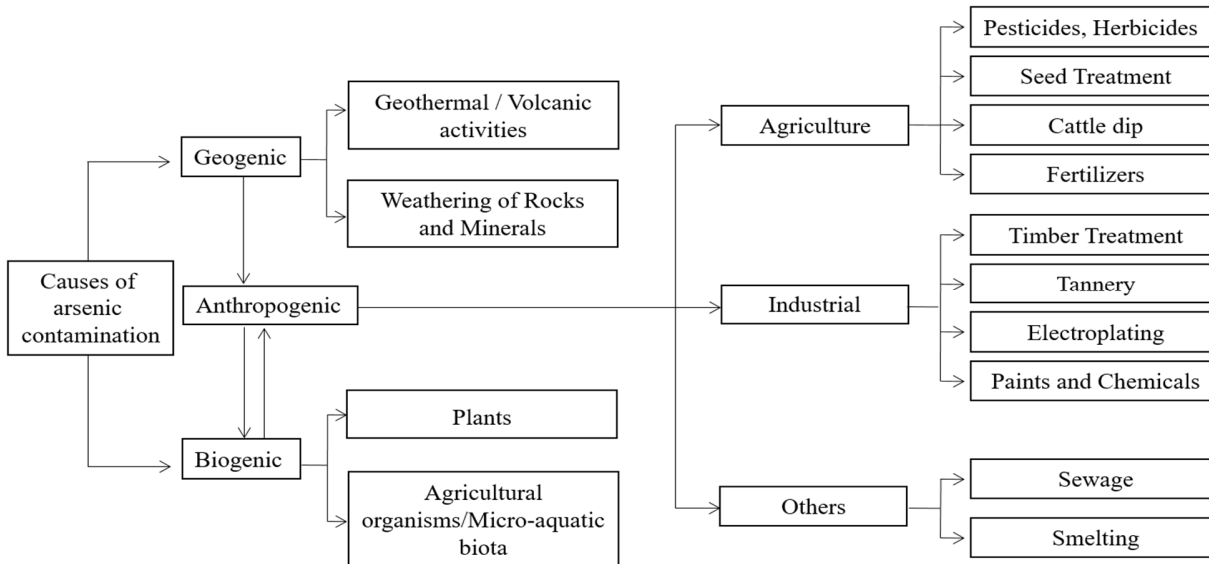 Causes of
arsenic
contamination
Geogenic
Geothermal / Volcanic
activities
Weathering of Rocks
and Minerals
Anthropogenic
Biogenic
Plants
Agricultural
organisms/Micro-aquatic
biota
Agriculture
Pesticides, Herbicides
Seed Treatment
Cattle dip
Fertilizers
Industrial
Timber Treatment
Tannery
Electroplating
Paints and Chemicals
Others
Sewage
Smelting